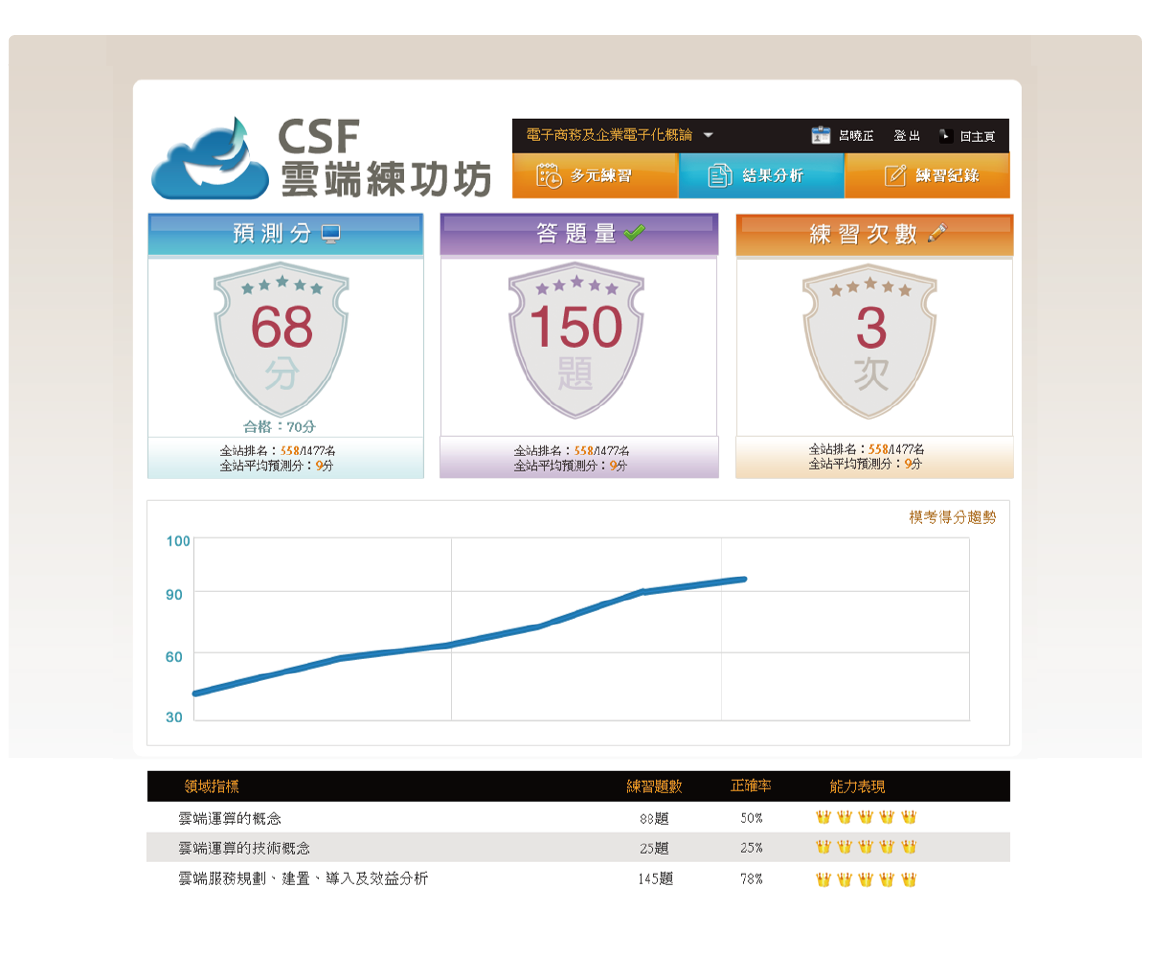 CSF
雲端練功坊
電子商務及企業電子化概論 呂曉正 登出 回主頁
多元練習 結果分析 練習紀錄
預測分 答題量 練習次數
68 150 3
分 題 次
合格：70分
全站排名：558/1477名 全站排名：558/1477名 全站排名：558/1477名
全站平均預測分：9分 全站平均預測分：9分 全站平均預測分：9分
模考得分趨勢
100
90
60
30
領域指標 練習題數 正確率 能力表現
雲端運算的概念 88題 50%
雲端運算的技術概念 25題 25%
雲端服務規劃、建置、導入及效益分析 145題 78%